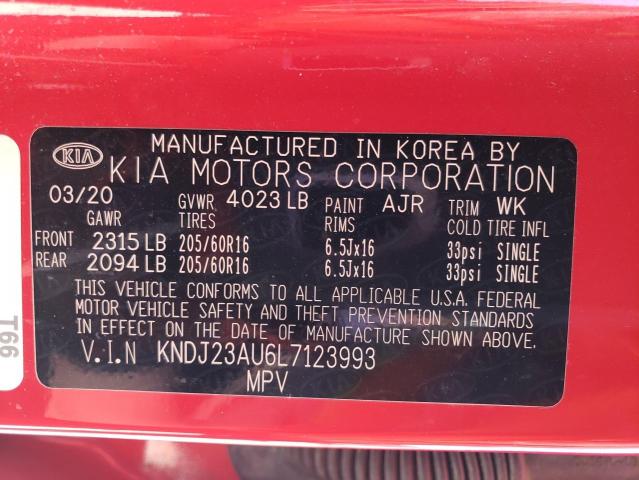 MANUFACTURED IN KOREA BY
KIA KIA MOTORS CORPORATION
03/20 GVWR 4023 LB PAINT AJR TRIM WK
GAWR TIRES RIMS COLD TIRE INFL
FRONT 2315 LB 205/60R16 6.5Jx16 33psi SINGLE
REAR 2094 LB 205/60R16 6.5Jx16 33psi SINGLE
THIS VEHICLE CONFORMS TO ALL APPLICABLE U.S.A. FEDERAL
MOTOR VEHICLE SAFETY AND THEFT PREVENTION STANDARDS
IN EFFECT ON THE DATE OF MANUFACTURE SHOWN ABOVE.
V.I.N KNDJ23AU6L7123993
MPV
T66